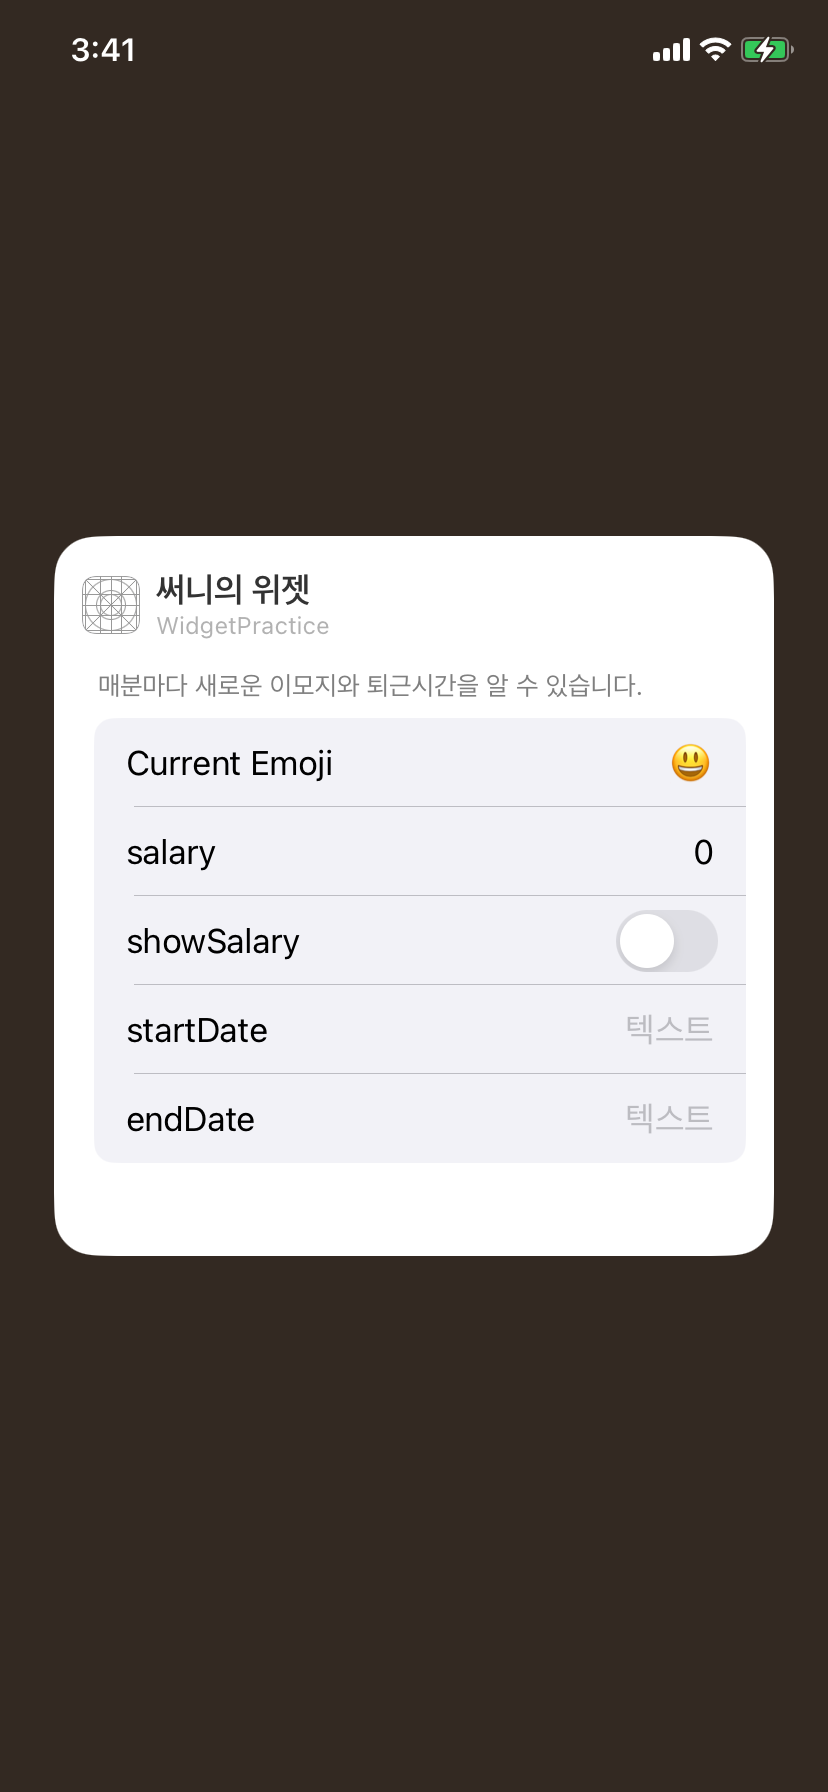 3:41
써니의 위젯
WidgetPractice
매분마다 새로운 이모지와 퇴근시간을 알 수 있습니다.
Current Emoji 😃
salary 0
showSalary
startDate 텍스트
endDate 텍스트